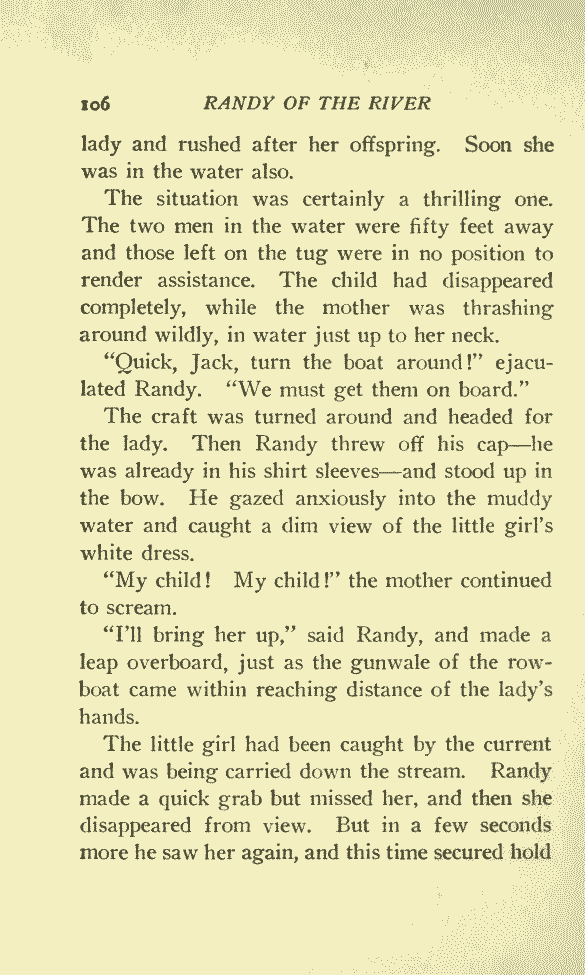 106 RANDY OF THE RIVER
lady and rushed after her offspring. Soon she
was in the water also.
The situation was certainly a thrilling one.
The two men in the water were fifty feet away
and those left on the tug were in no position to
render assistance. The child had disappeared
completely, while the mother was thrashing
around wildly, in water just up to her neck.
“Quick, Jack, turn the boat around!” ejacu-
lated Randy. “We must get them on board.”
The craft was turned around and headed for
the lady. Then Randy threw off his cap—he
was already in his shirt sleeves—and stood up in
the bow. He gazed anxiously into the muddy
water and caught a dim view of the little girl’s
white dress.
“My child! My child!” the mother continued
to scream.
“I’ll bring her up,” said Randy, and made a
leap overboard, just as the gunwale of the row-
boat came within reaching distance of the lady’s
hands.
The little girl had been caught by the current
and was being carried down the stream. Randy
made a quick grab but missed her, and then she
disappeared from view. But in a few seconds
more he saw her again, and this time secured hold